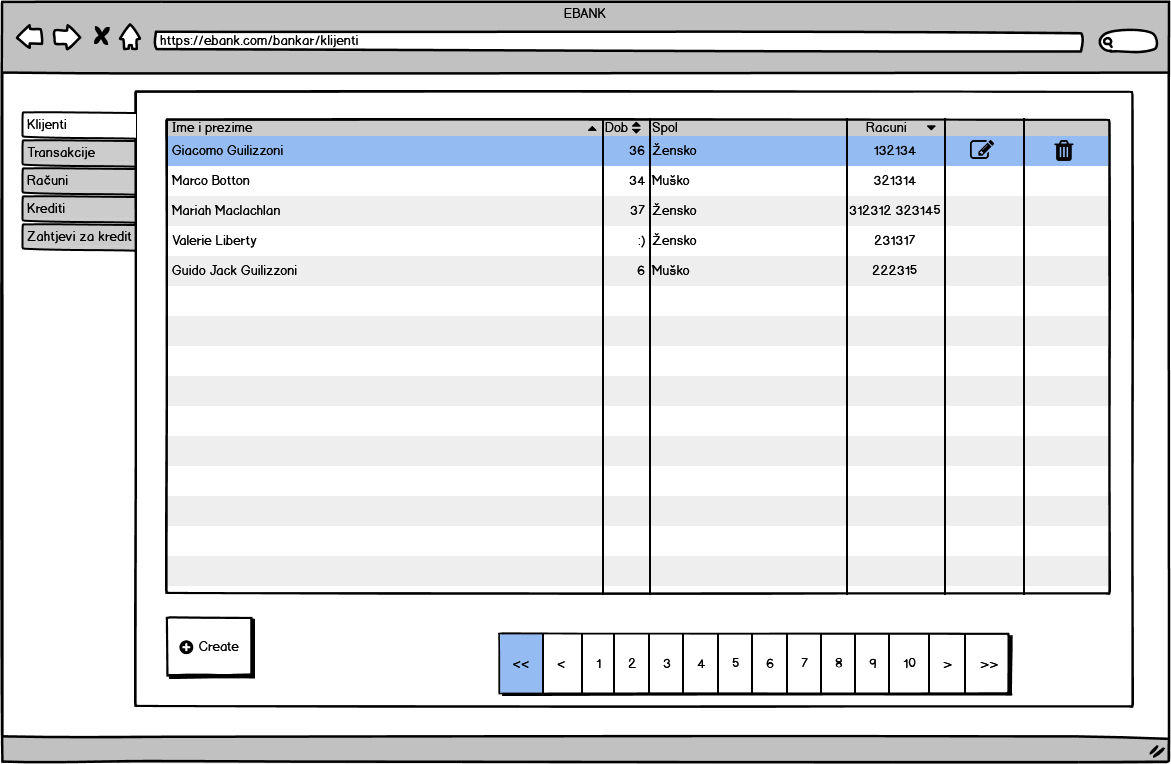 EBANK
https://ebank.com/bankar/klijenti
Klijenti
Transakcije
Računi
Krediti
Zahtjevi za kredit
Ime i prezime Dob Spol Racuni
Giacomo Guilizzoni 36 Žensko 132134
Marco Botton 34 Muško 321314
Mariah Maclachlan 37 Žensko 312312 323145
Valerie Liberty :) Žensko 231317
Guido Jack Guilizzoni 6 Muško 222315
Create
<< < 1 2 3 4 5 6 7 8 9 10 > >>